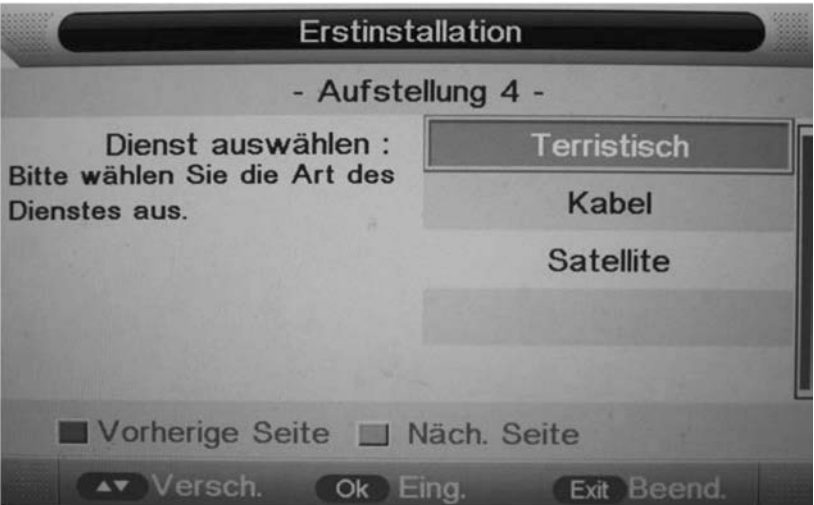 Erstinstallation
- Aufstellung 4 -
Dienst auswählen :
Bitte wählen Sie die Art des
Dienstes aus.
Terristisch
Kabel
Satellite
Vorherige Seite Näch. Seite
Versch. Ok Eing. Exit Beend.